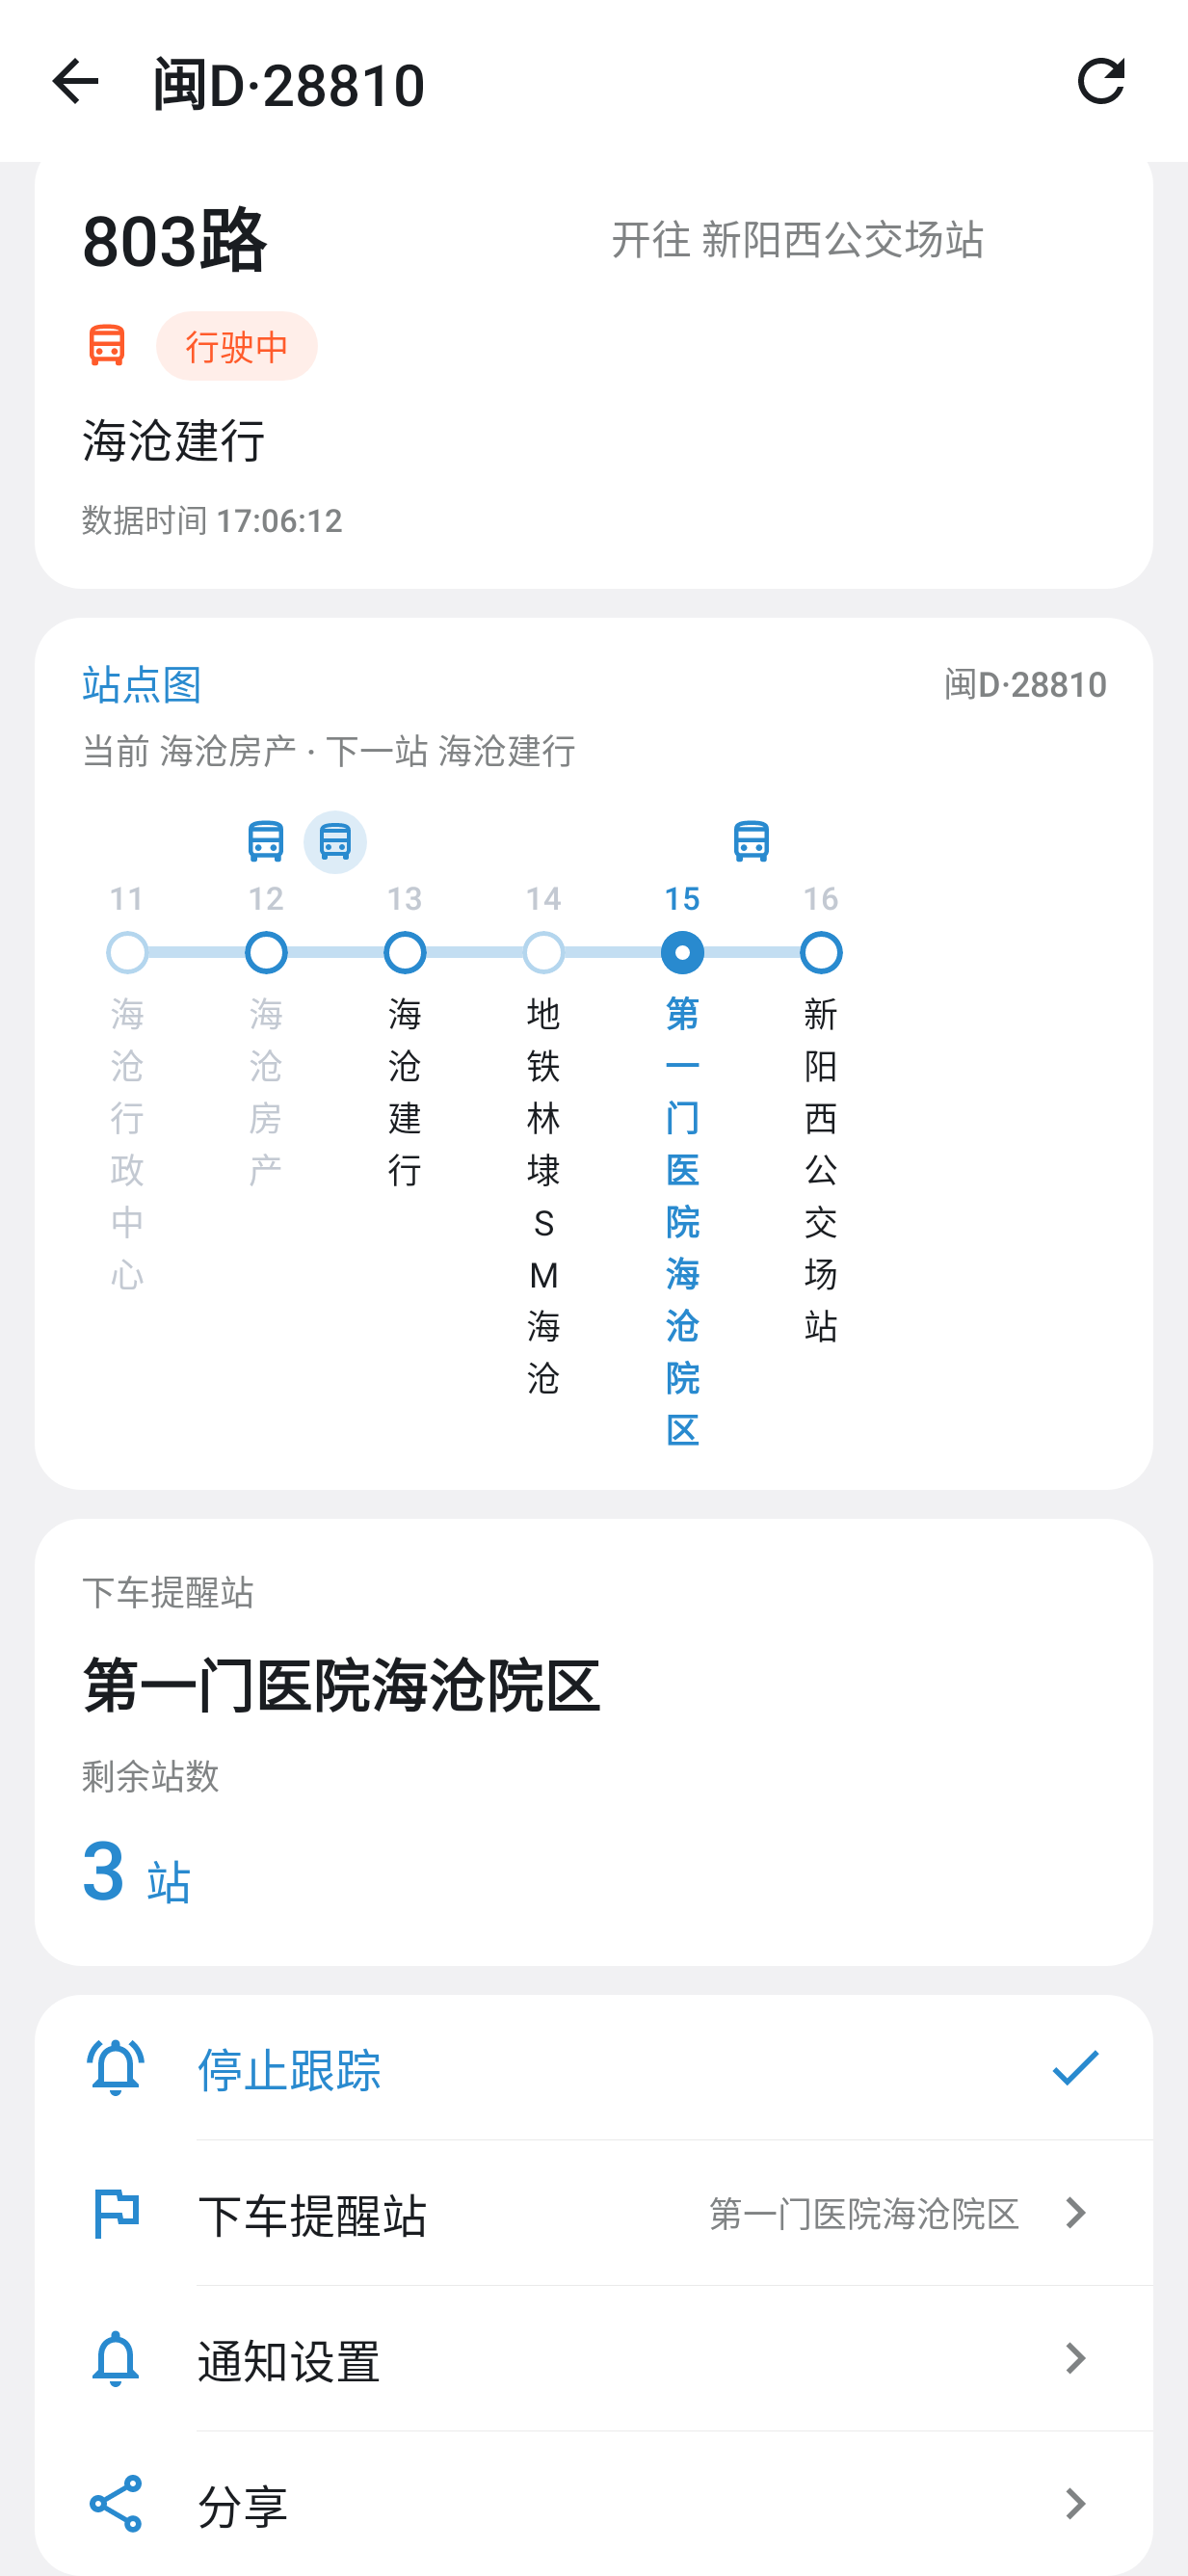 闽D·28810
803路
开往 新阳西公交场站
行驶中
海沧建行
数据时间 17:06:12
站点图
闽D·28810
当前 海沧房产 · 下一站 海沧建行
11
12
13
14
15
16
海沧行政中心
海沧房产
海沧建行
地铁林埭SM海沧
第一门医院海沧院区
新阳西公交场站
下车提醒站
第一门医院海沧院区
剩余站数
3 站
停止跟踪
下车提醒站
第一门医院海沧院区
通知设置
分享